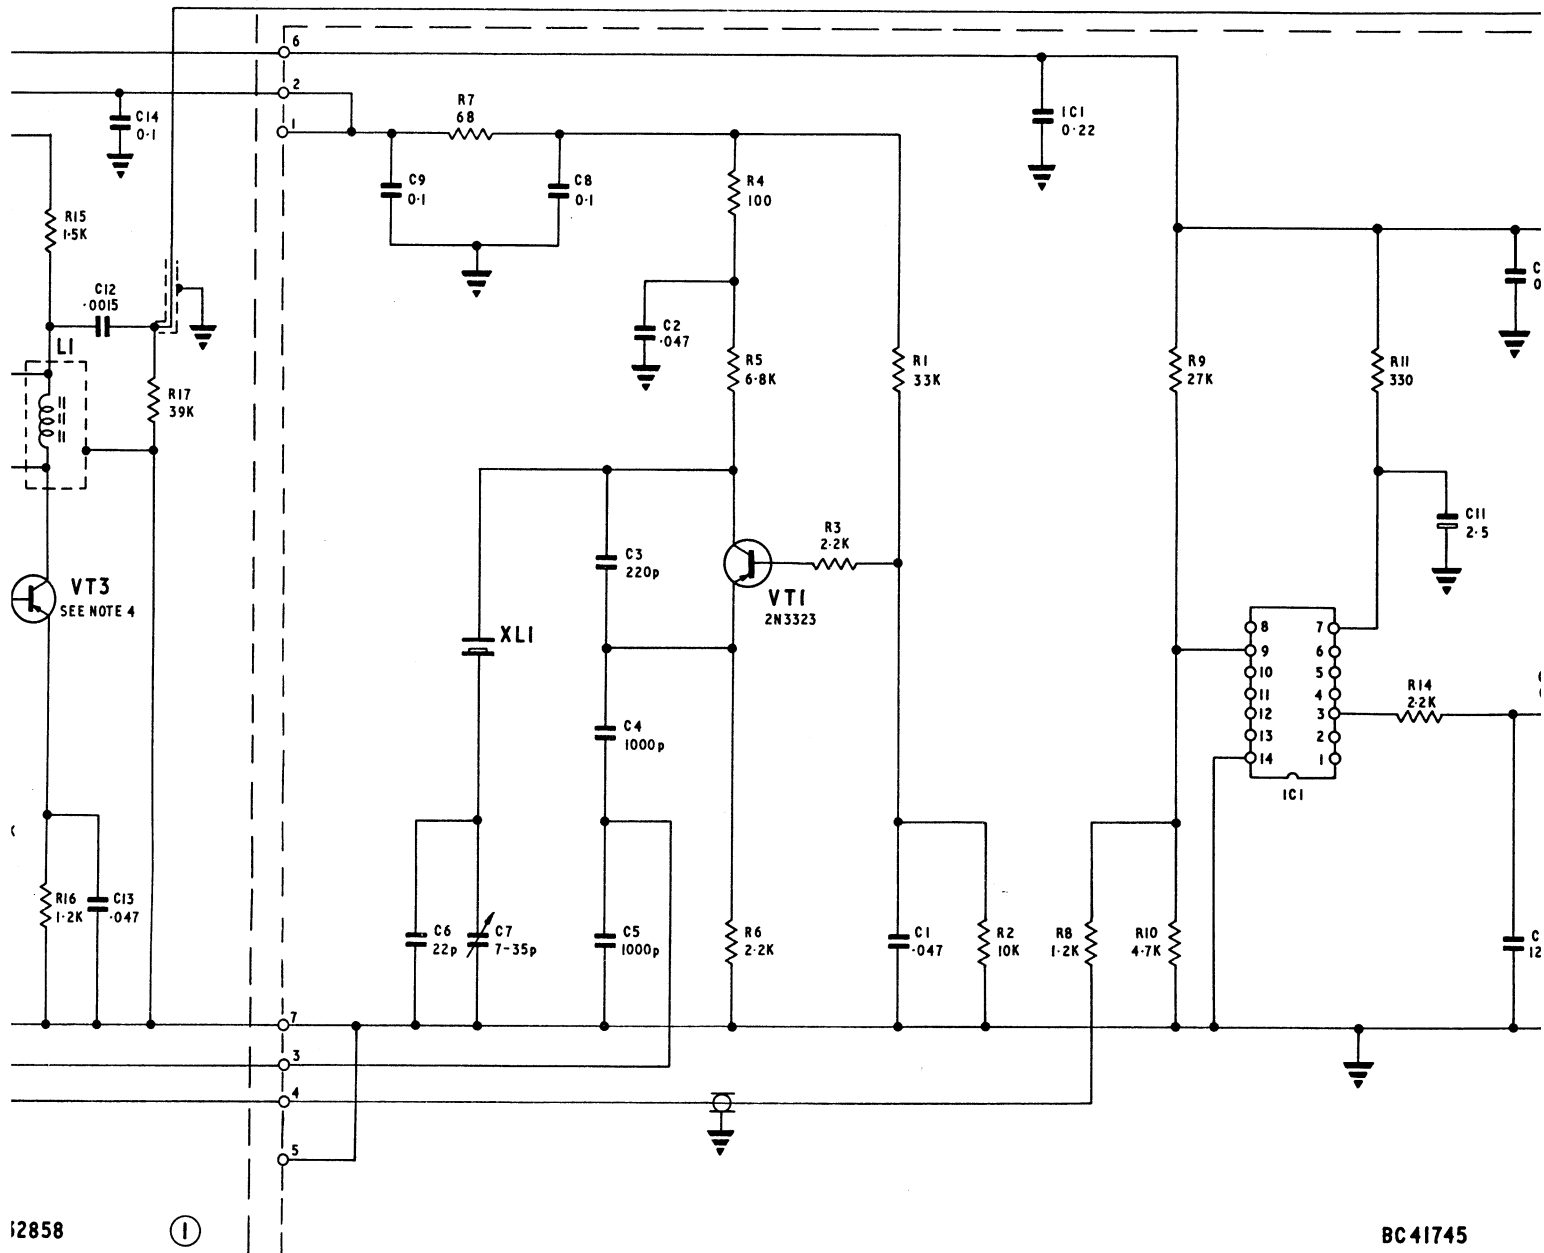 6
2
1
C14
0·1
R7
68
1C1
0·22
C9
0·1
C8
0·1
R4
100
R15
1·5K
C12
·0015
L1
C2
·047
R5
6·8K
R1
33K
R9
27K
R11
330
R17
39K
C11
2·5
R3
2·2K
C3
220p
VT1
2N3323
VT3
SEE NOTE 4
XL1
8 7
9 6
10 5
11 4
12 3
13 2
14 1
1C1
R14
2·2K
C4
1000p
R16
1·2K
C13
·047
C6
22p
C7
7-35p
C5
1000p
R6
2·2K
C1
·047
R2
10K
R8
1·2K
R10
4·7K
C
0
C
12
7
3
4
5
2858
1
BC41745